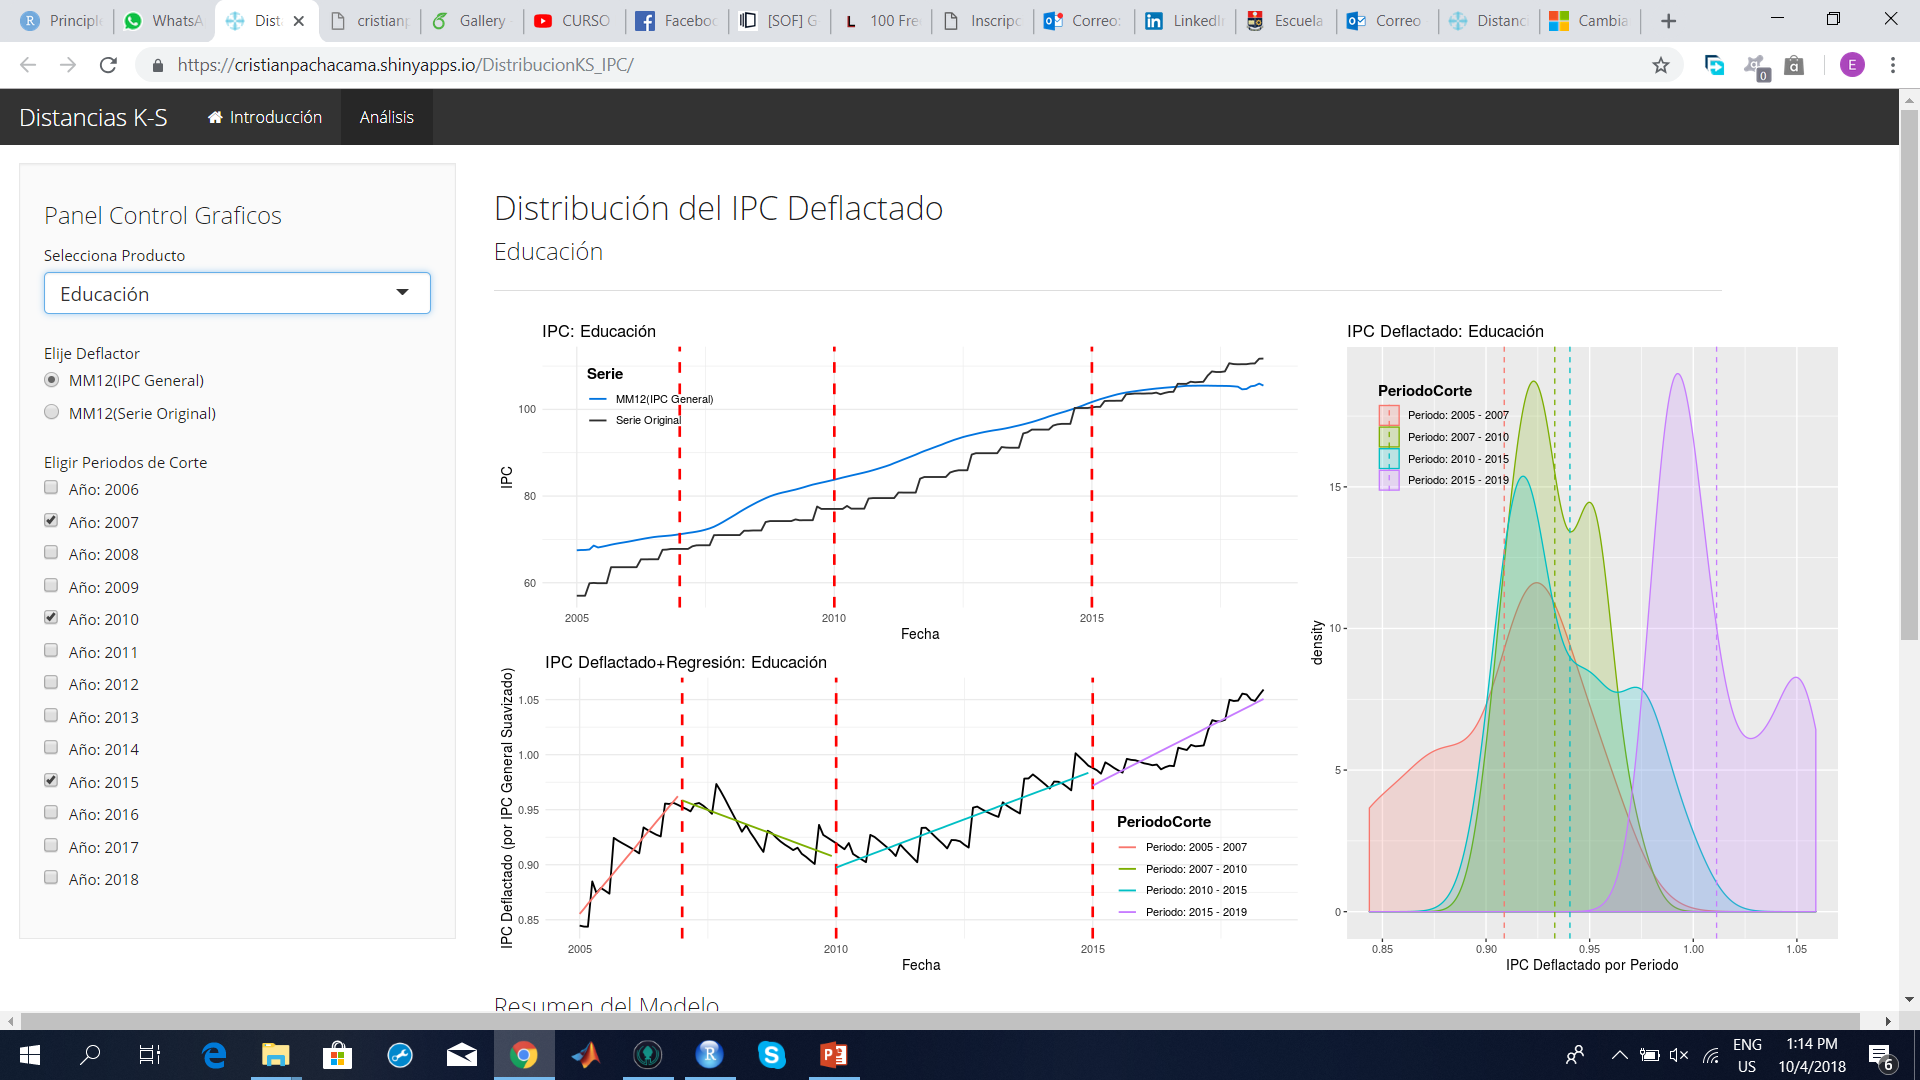 Principl
WhatsA
Dist
cristianp
Gallery
CURSO
Faceboo
[SOF] G
100 Fre
Inscripc
Correo:
LinkedIn
Escuela
Correo
Distanc
Cambia
https://cristianpachacama.shinyapps.io/DistribucionKS_IPC/
0
E
Distancias K-S
Introducción
Análisis
Panel Control Graficos
Selecciona Producto
Educación
Elije Deflactor
MM12(IPC General)
MM12(Serie Original)
Eligir Periodos de Corte
Año: 2006
Año: 2007
Año: 2008
Año: 2009
Año: 2010
Año: 2011
Año: 2012
Año: 2013
Año: 2014
Año: 2015
Año: 2016
Año: 2017
Año: 2018
Distribución del IPC Deflactado
Educación
IPC: Educación
Serie
MM12(IPC General)
Serie Original
100
80
60
IPC
2005
2010
2015
Fecha
IPC Deflactado+Regresión: Educación
IPC Deflactado (por IPC General Suavizado)
1.05
1.00
0.95
0.90
0.85
PeriodoCorte
Periodo: 2005 - 2007
Periodo: 2007 - 2010
Periodo: 2010 - 2015
Periodo: 2015 - 2019
2005
2010
2015
Fecha
IPC Deflactado: Educación
PeriodoCorte
Periodo: 2005 - 2007
Periodo: 2007 - 2010
Periodo: 2010 - 2015
Periodo: 2015 - 2019
15
10
5
0
density
0.85
0.90
0.95
1.00
1.05
IPC Deflactado por Periodo
Resumen del Modelo
ENG
US
1:14 PM
10/4/2018
6